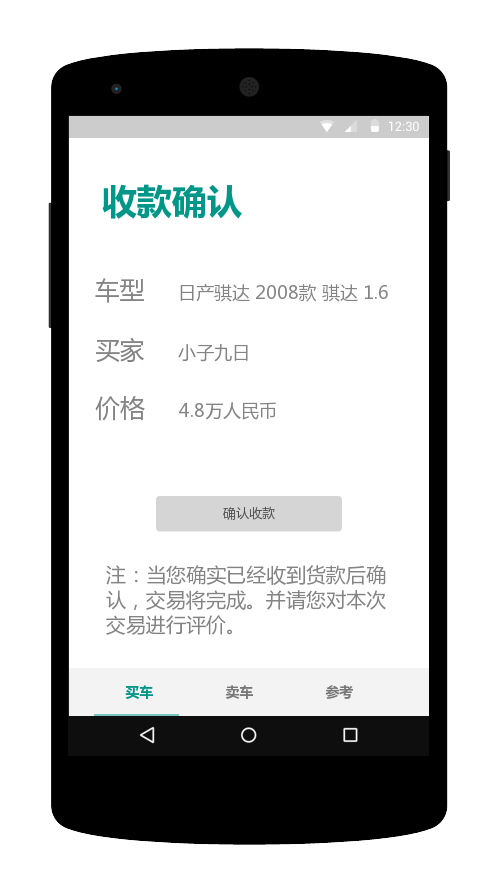 12:30
收款确认
车型 日产骐达 2008款 骐达 1.6
买家 小子九日
价格 4.8万人民币
确认收款
注：当您确实已经收到货款后确
认，交易将完成。并请您对本次
交易进行评价。
买车 卖车 参考